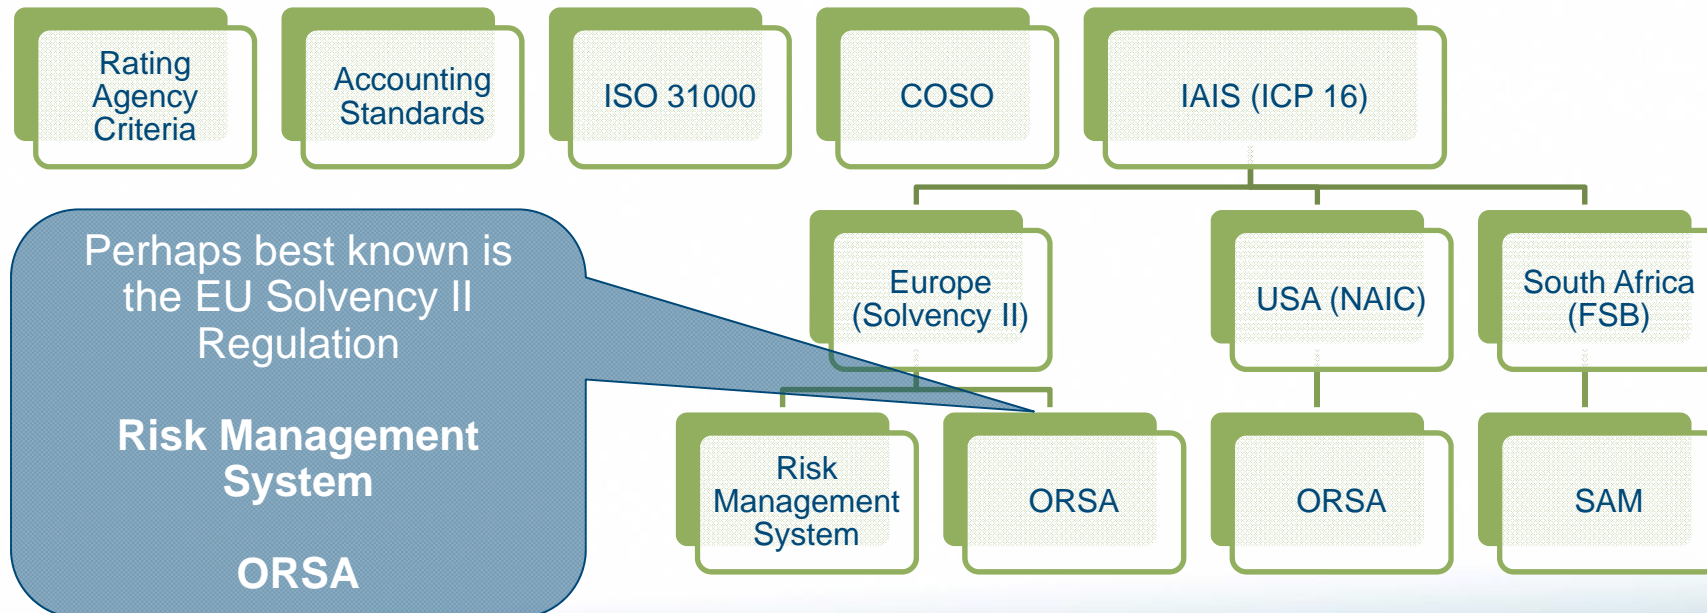 Rating
Agency
Criteria
Accounting
Standards
ISO 31000
COSO
IAIS (ICP 16)
Perhaps best known is
the EU Solvency II
Regulation
Risk Management
System
ORSA
Europe
(Solvency II)
USA (NAIC)
South Africa
(FSB)
Risk
Management
System
ORSA
ORSA
SAM